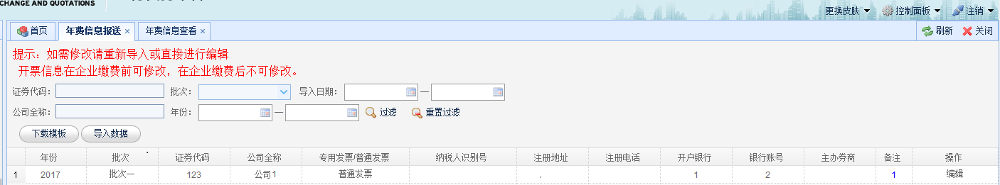 CHANGE AND QUOTATIONS
更换皮肤 控制面板 注销
首页 年费信息报送 × 年费信息查看 × 刷新 关闭
提示：如需修改请重新导入或直接进行编辑
开票信息在企业缴费前可修改，在企业缴费后不可修改。
证券代码： 批次： 导入日期： —
公司全称： 年份： — 过滤 重置过滤
下载模板 导入数据
年份 批次 证券代码 公司全称 专用发票/普通发票 纳税人识别号 注册地址 注册电话 开户银行 银行账号 主办券商 备注 操作
1 2017 批次一 123 公司1 普通发票 1 2 1 编辑